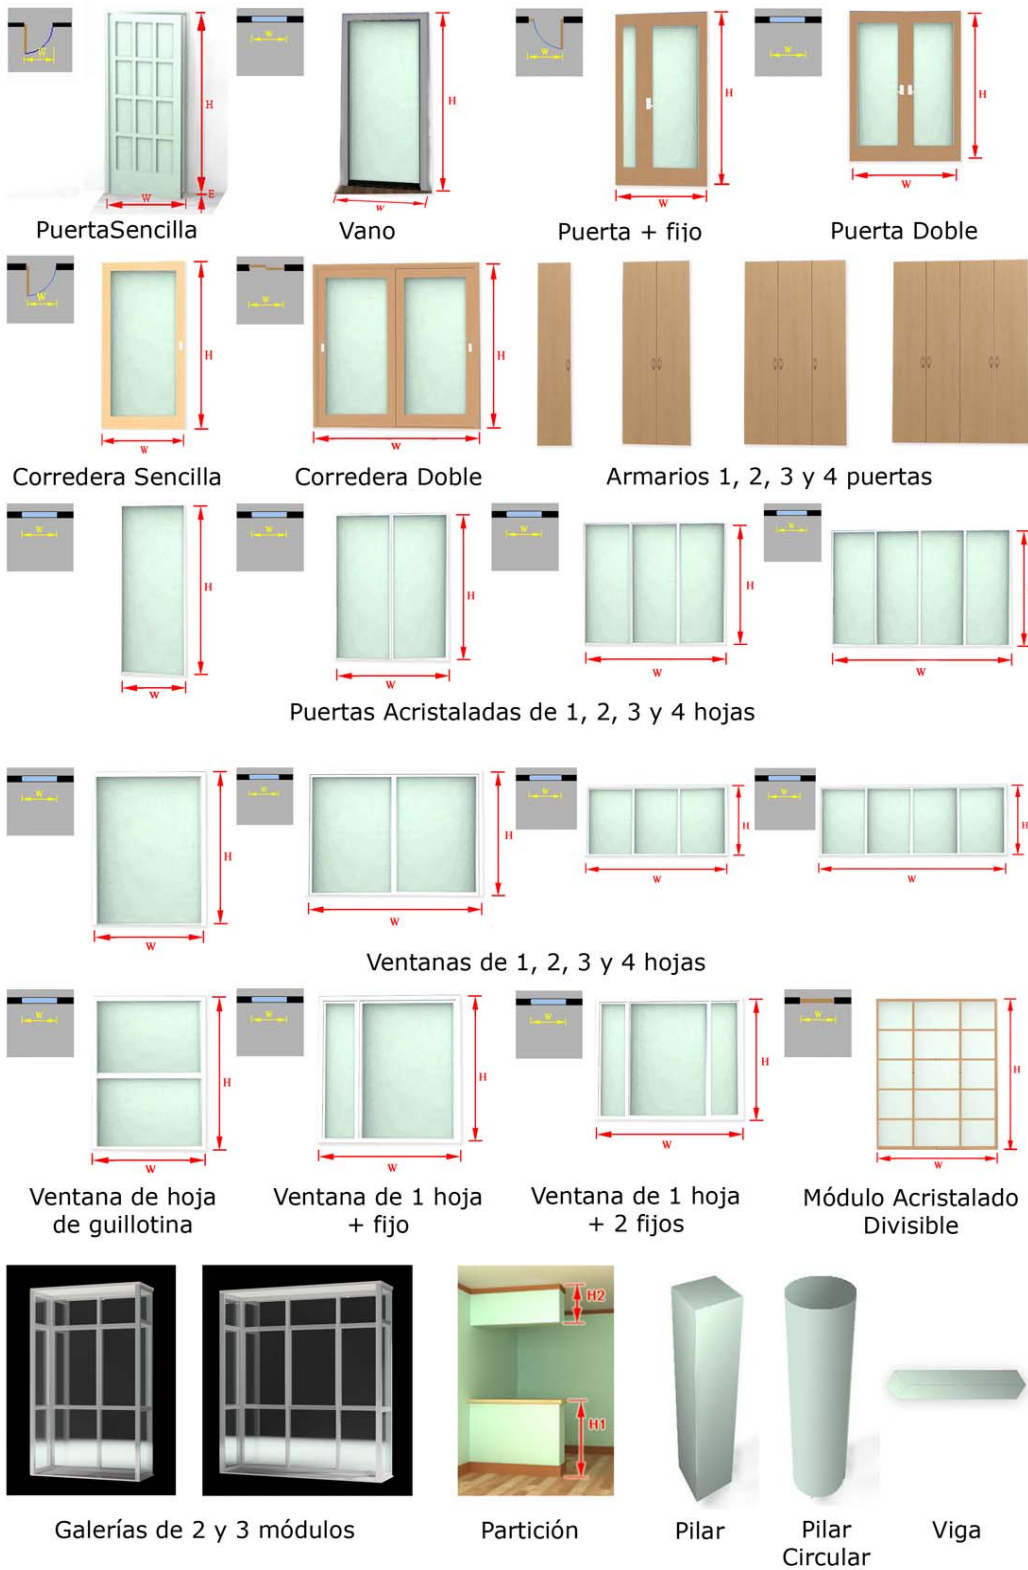 W H W H W H W H
E
W W W W
PuertaSencilla Vano Puerta + fijo Puerta Doble
W H W H
W W
Corredera Sencilla Corredera Doble Armarios 1, 2, 3 y 4 puertas
W H W H W H W H
W W W W
Puertas Acristaladas de 1, 2, 3 y 4 hojas
W H W H W H W H
W W W W
Ventanas de 1, 2, 3 y 4 hojas
W H W H W H W H
W W W W
Ventana de hoja
de guillotina
Ventana de 1 hoja
+ fijo
Ventana de 1 hoja
+ 2 fijos
Módulo Acristalado
Divisible
H2
H1
Galerías de 2 y 3 módulos Partición Pilar
Pilar
Circular
Viga